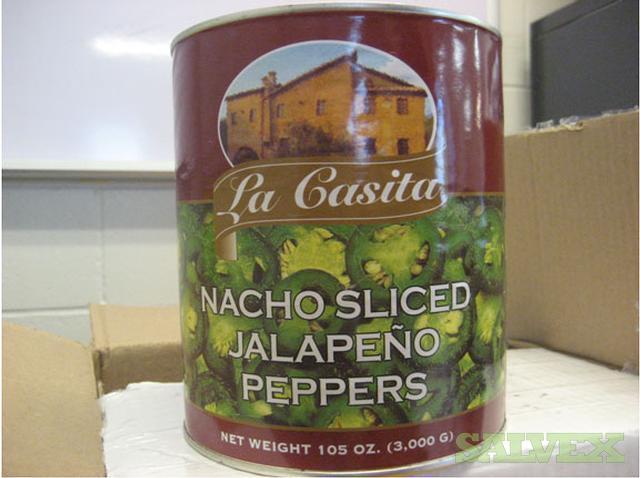 La Casita
NACHO SLICED
JALAPEÑO
PEPPERS
NET WEIGHT 105 OZ. (3,000 G)
SALVEX